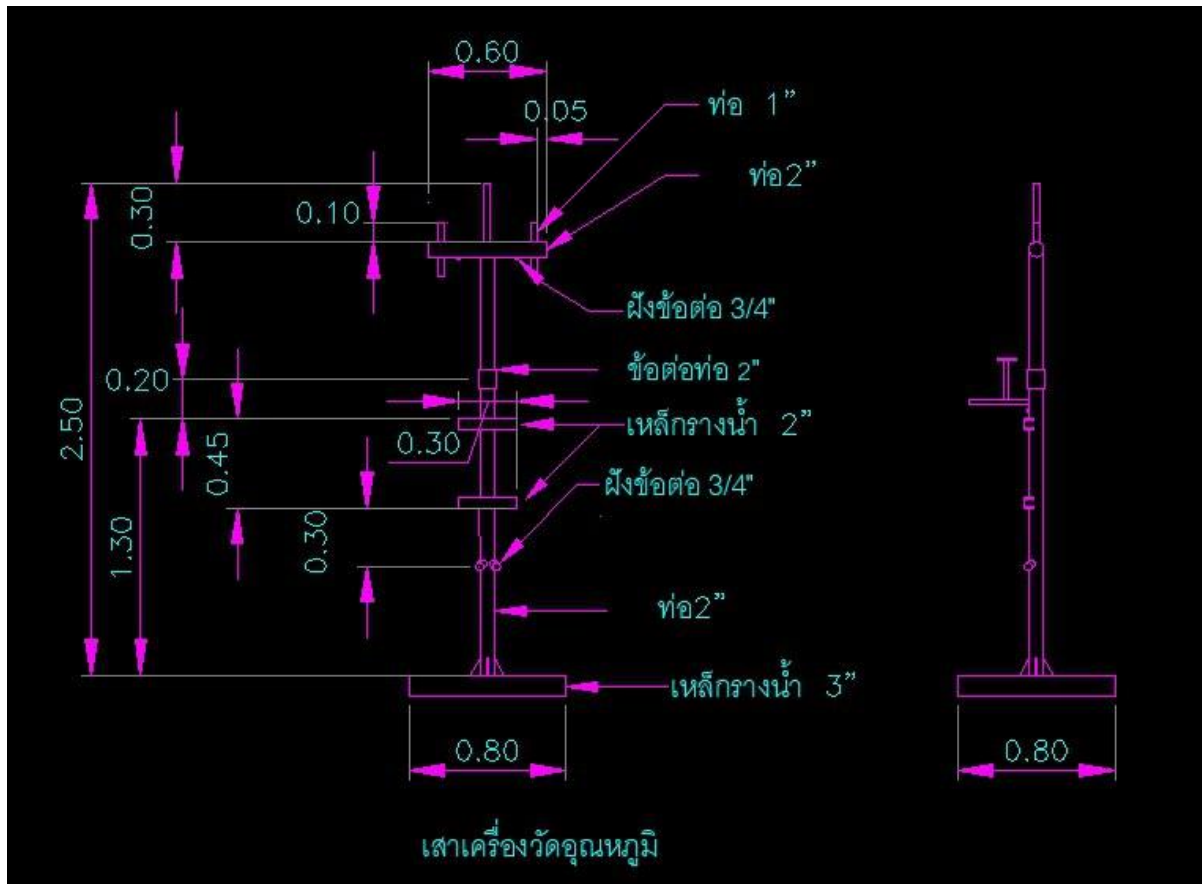 0.60
0.05
ท่อ 1”
ท่อ2”
0.30
0.10
ฝังข้อต่อ 3/4"
0.20
ข้อต่อท่อ 2"
2.50
0.30
เหล็กรางน้ำ 2”
0.45
ฝังข้อต่อ 3/4"
1.30
0.30
ท่อ2”
เหล็กรางน้ำ 3”
0.80
0.80
เสาเครื่องวัดอุณหภูมิ